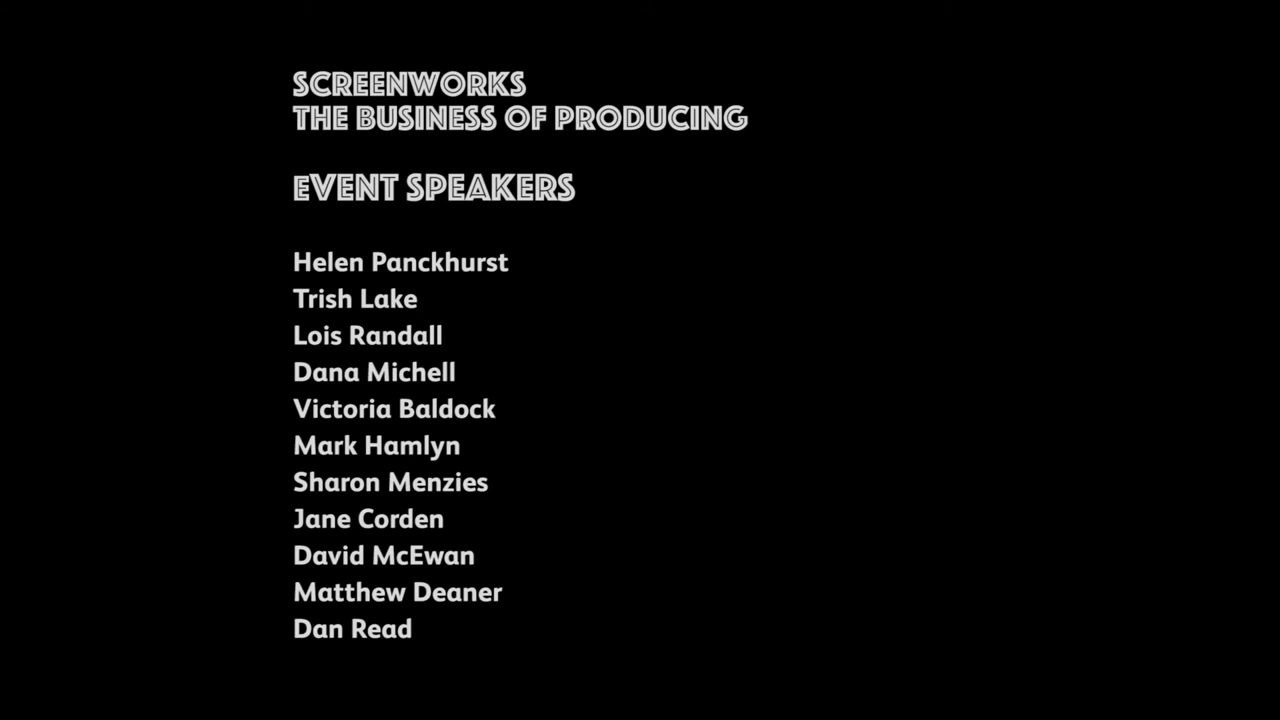 SCREENWORKS
THE BUSINESS OF PRODUCING
EVENT SPEAKERS
Helen Panckhurst
Trish Lake
Lois Randall
Dana Michell
Victoria Baldock
Mark Hamlyn
Sharon Menzies
Jane Corden
David McEwan
Matthew Deaner
Dan Read